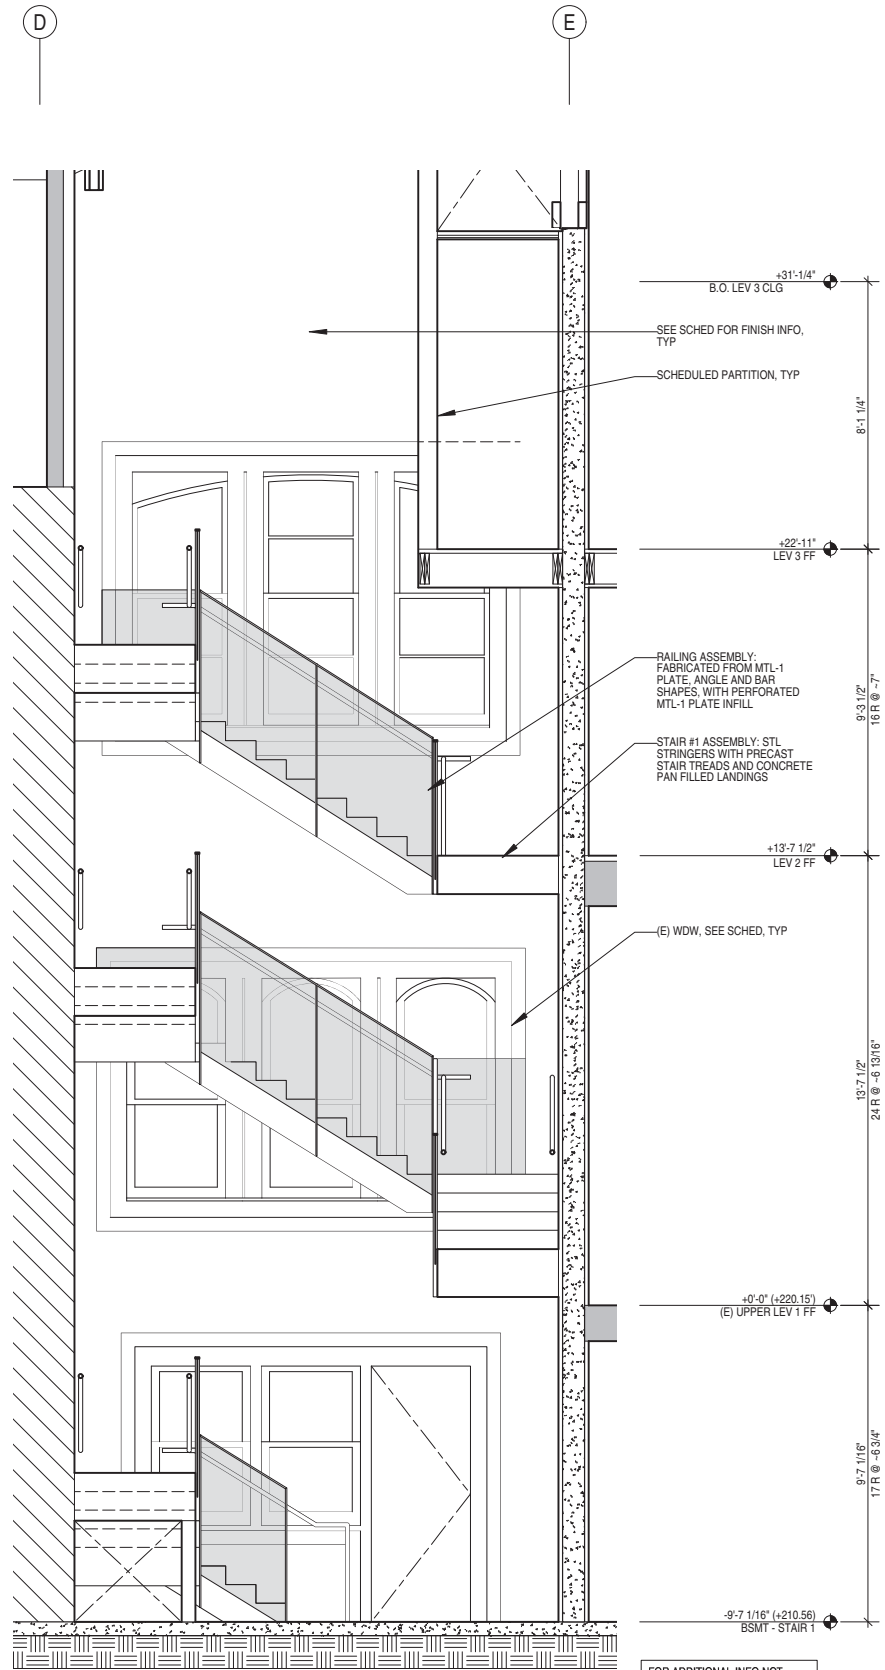 D
E
+31'-1/4"
B.O. LEV 3 CLG
SEE SCHED FOR FINISH INFO,
TYP
SCHEDULED PARTITION, TYP
8'-1 1/4"
+22'-11"
LEV 3 FF
RAILING ASSEMBLY:
FABRICATED FROM MTL-1
PLATE, ANGLE AND BAR
SHAPES, WITH PERFORATED
MTL-1 PLATE INFILL
9'-3 1/2"
16 R @ ~7"
STAIR #1 ASSEMBLY: STL
STRINGERS WITH PRECAST
STAIR TREADS AND CONCRETE
PAN FILLED LANDINGS
+13'-7 1/2"
LEV 2 FF
(E) WDW, SEE SCHED, TYP
13'-7 1/2"
24 R @ ~6 13/16"
+0'-0" (+220.15')
(E) UPPER LEV 1 FF
9'-7 1/16"
17 R @ ~6 3/4"
-9'-7 1/16" (+210.56)
BSMT - STAIR 1
FOR ADDITIONAL INFO NOT